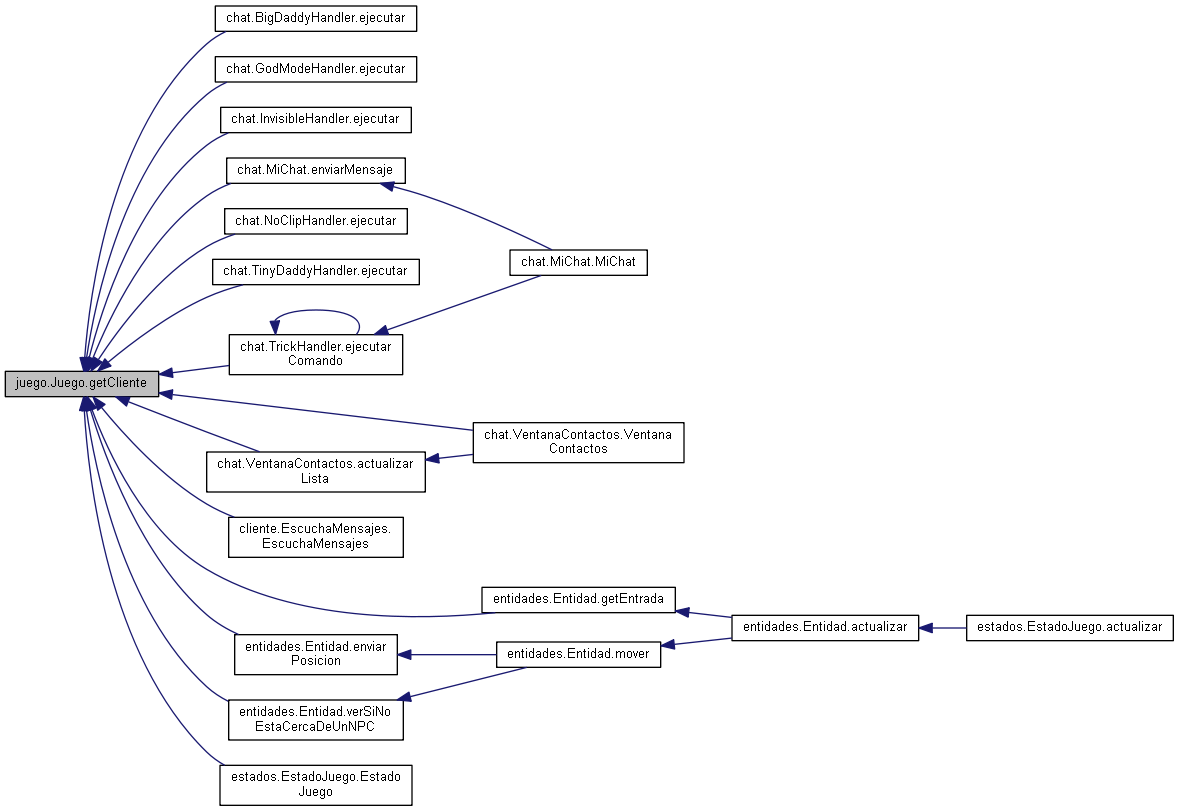 chat.BigDaddyHandler.ejecutar
chat.GodModeHandler.ejecutar
chat.InvisibleHandler.ejecutar
chat.MiChat.enviarMensaje
chat.NoClipHandler.ejecutar
chat.MiChat.MiChat
chat.TinyDaddyHandler.ejecutar
chat.TrickHandler.ejecutar
Comando
juego.Juego.getCliente
chat.VentanaContactos.Ventana
Contactos
chat.VentanaContactos.actualizar
Lista
cliente.EscuchaMensajes.
EscuchaMensajes
entidades.Entidad.getEntrada
entidades.Entidad.actualizar
estados.EstadoJuego.actualizar
entidades.Entidad.enviar
Posicion
entidades.Entidad.mover
entidades.Entidad.verSiNo
EstaCercaDeUnNPC
estados.EstadoJuego.Estado
Juego